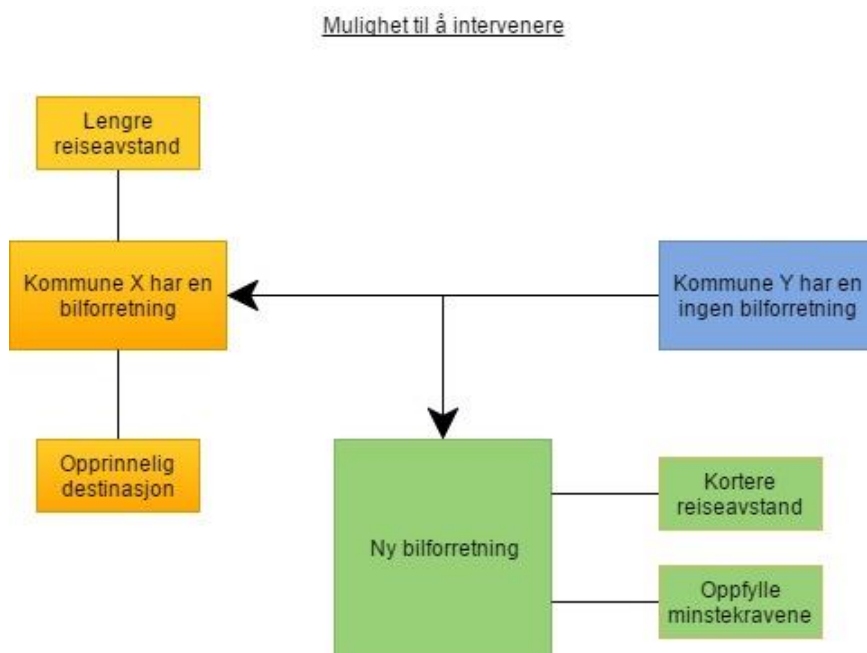 Mulighet til å intervenere
Lengre
reiseavstand
Kommune X har en
bilforretning
Kommune Y har en
ingen bilforretning
Opprinnelig
destinasjon
Ny bilforretning
Kortere
reiseavstand
Oppfylle
minstekravene